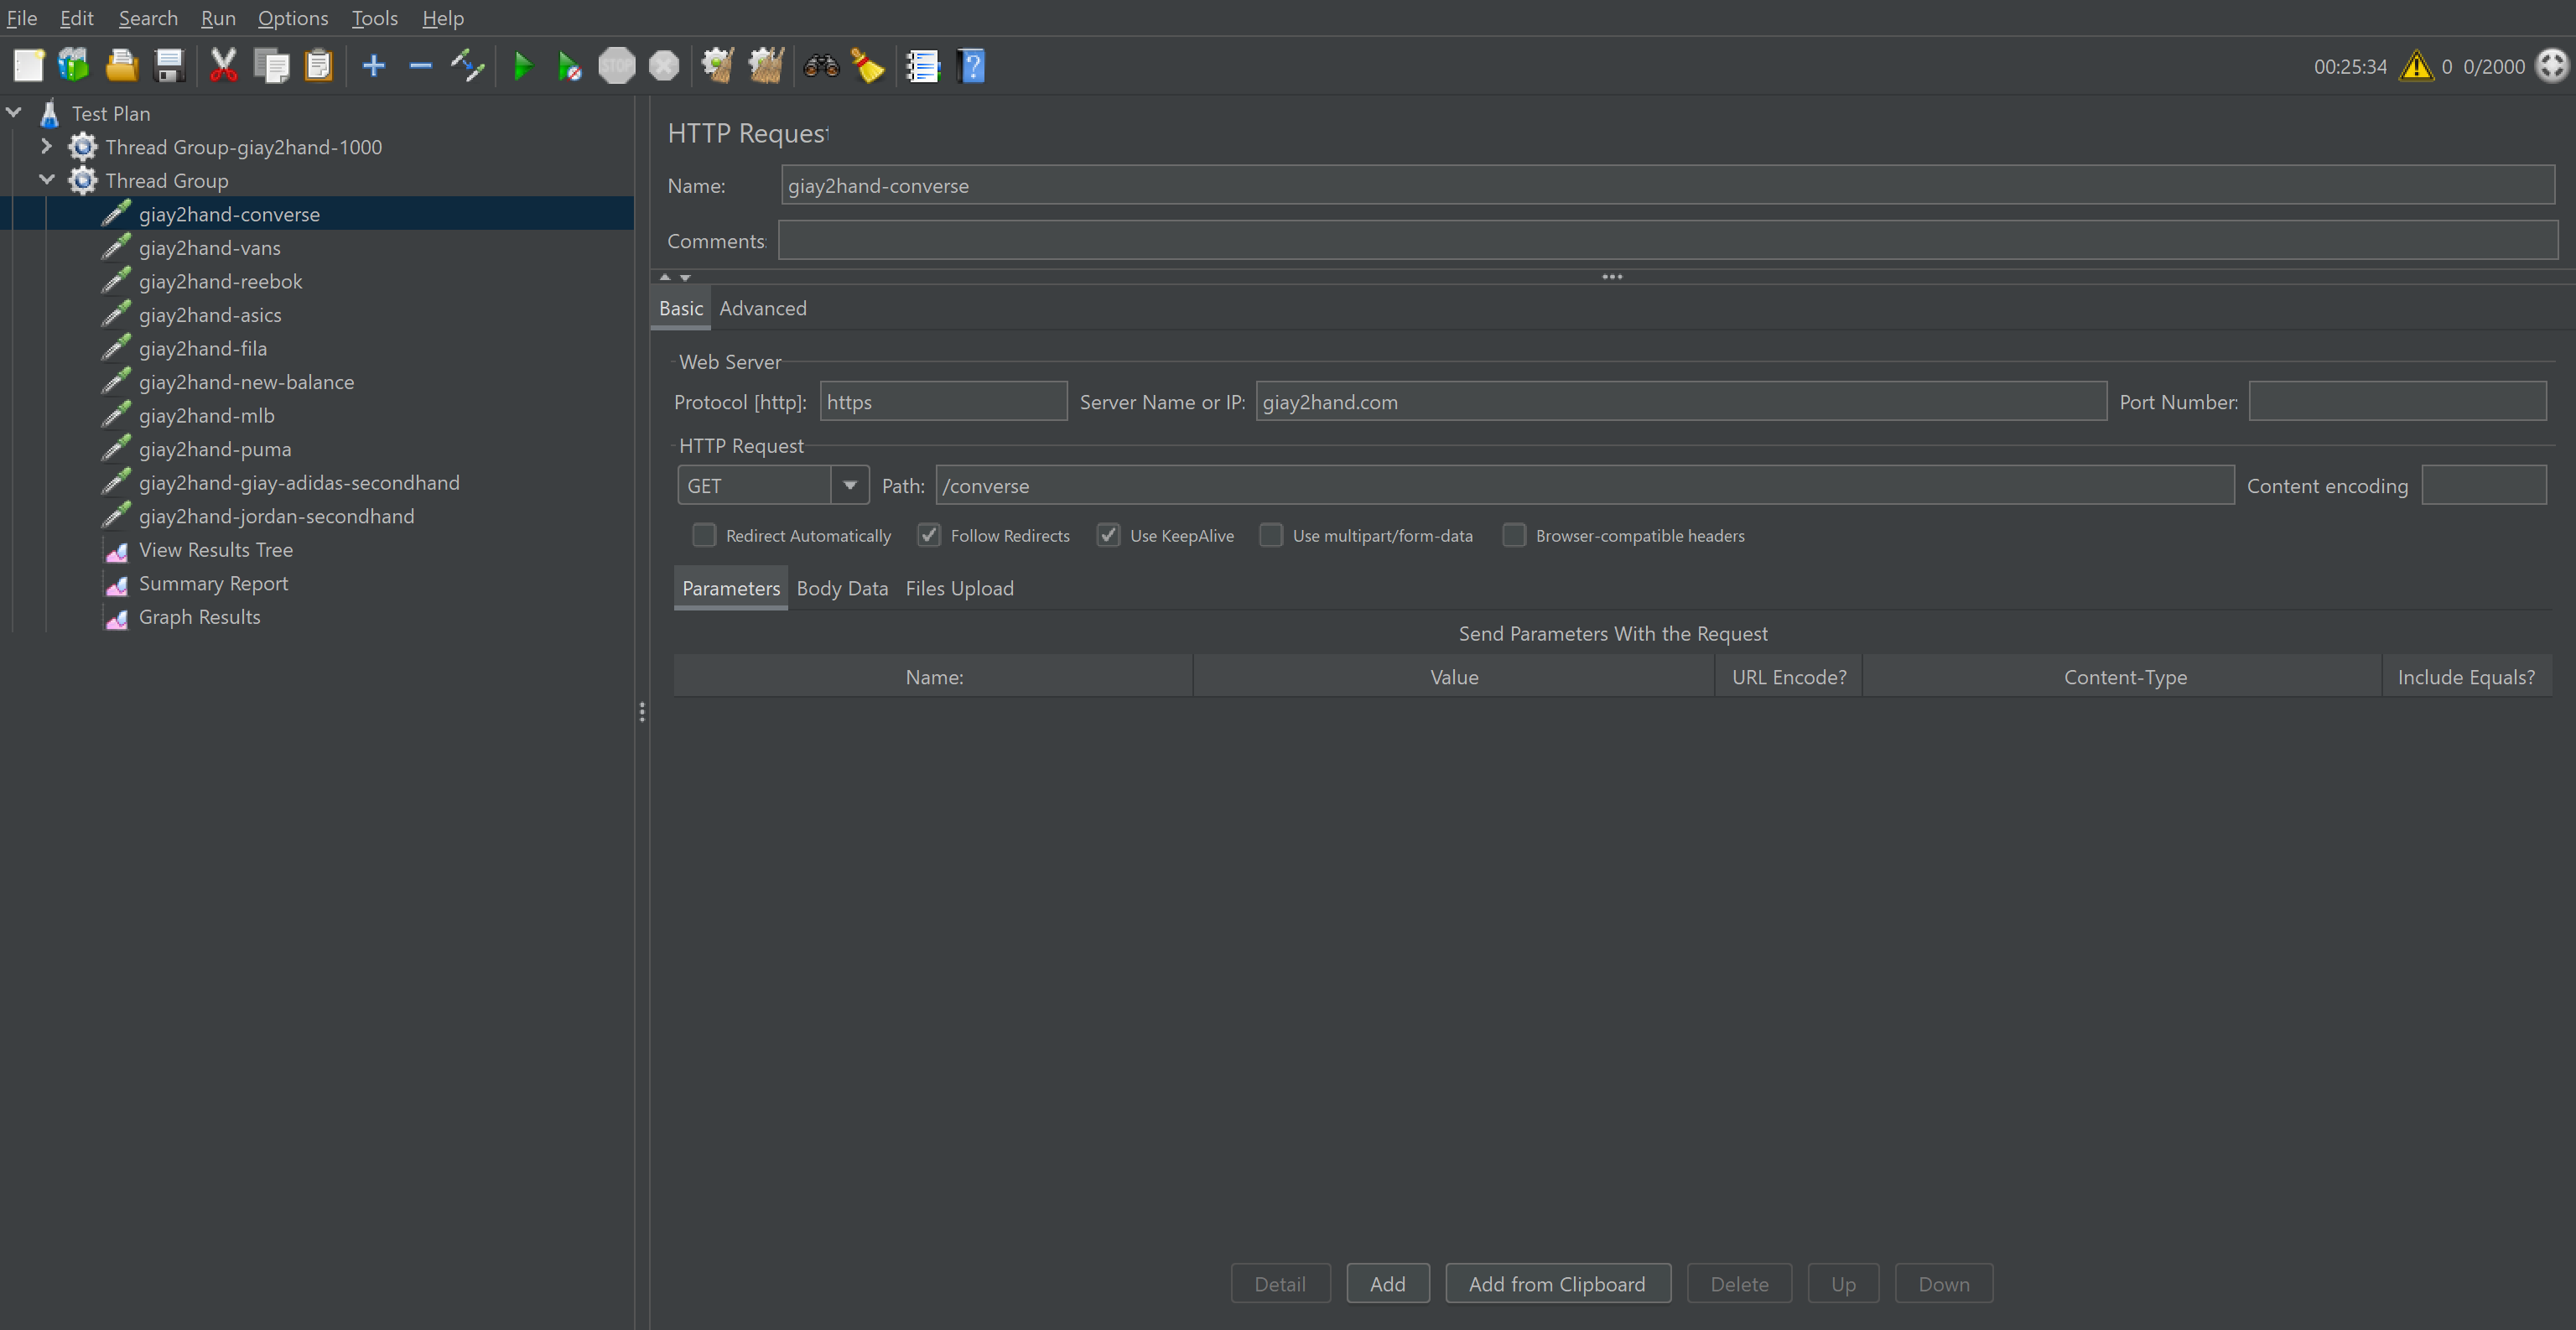 File Edit Search Run Options Tools Help
STOP
00:25:34 0 0/2000
Test Plan
Thread Group-giay2hand-1000
Thread Group
giay2hand-converse
giay2hand-vans
giay2hand-reebok
giay2hand-asics
giay2hand-fila
giay2hand-new-balance
giay2hand-mlb
giay2hand-puma
giay2hand-giay-adidas-secondhand
giay2hand-jordan-secondhand
View Results Tree
Summary Report
Graph Results
HTTP Request
Name: giay2hand-converse
Comments:
Basic Advanced
Web Server
Protocol [http]: https Server Name or IP: giay2hand.com Port Number:
HTTP Request
GET Path: /converse Content encoding
Redirect Automatically Follow Redirects Use KeepAlive Use multipart/form-data Browser-compatible headers
Parameters Body Data Files Upload
Send Parameters With the Request
Name: Value URL Encode? Content-Type Include Equals?
Detail Add Add from Clipboard Delete Up Down